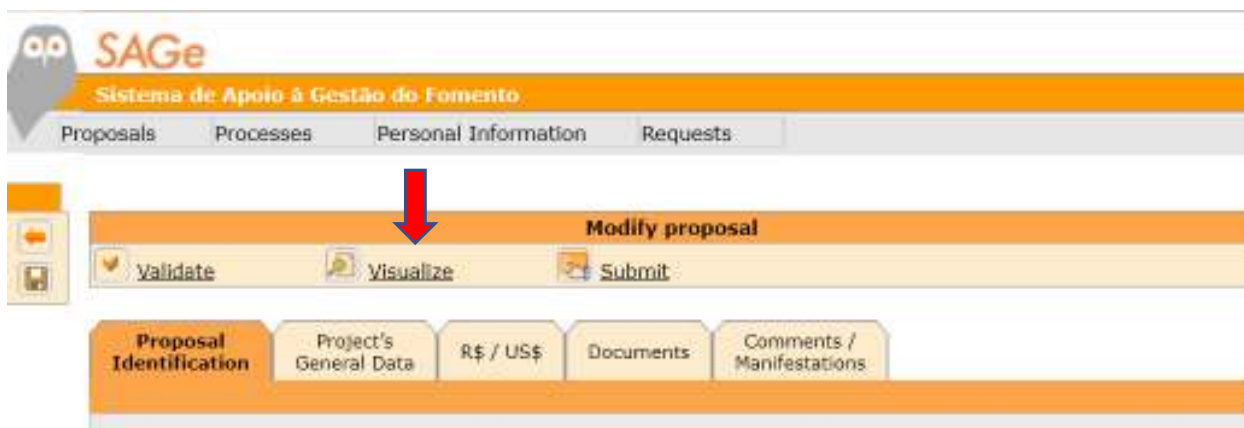 SAGe
Sistema de Apoio à Gestão do Fomento
Proposals Processes Personal Information Requests
Modify proposal
Validate Visualize Submit
Proposal Identification
Project's General Data
R$ / US$
Documents
Comments / Manifestations